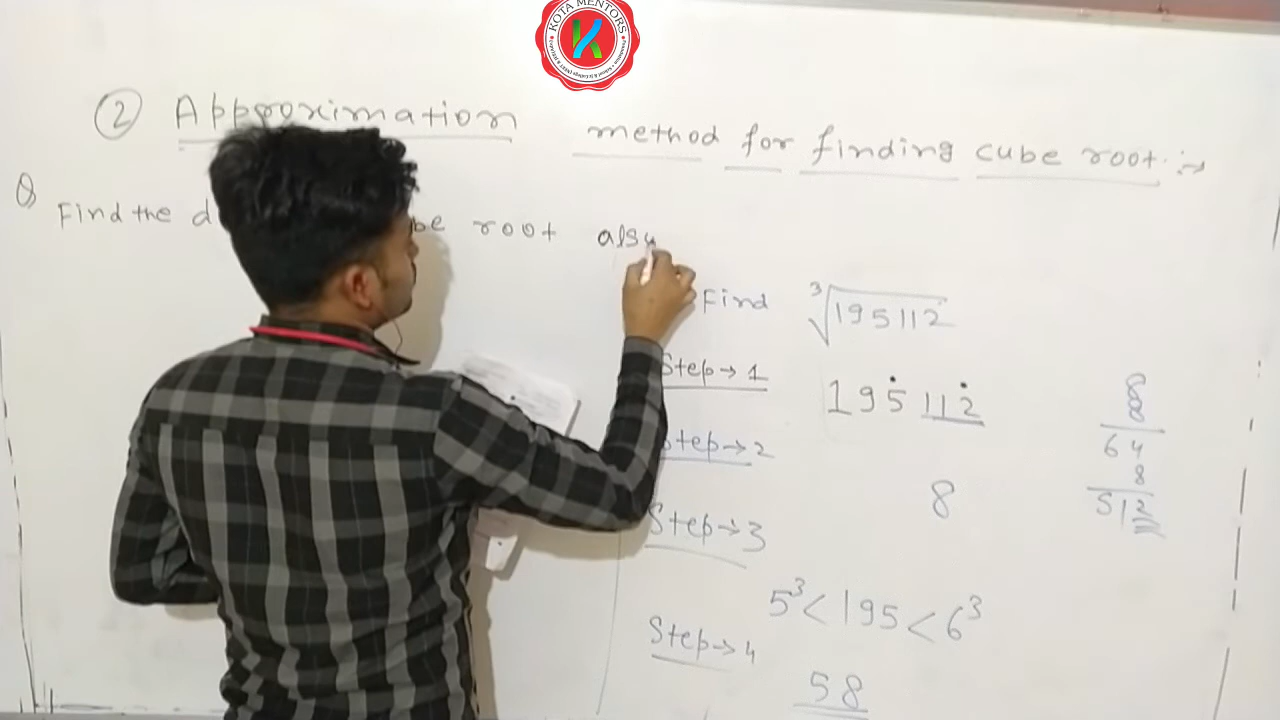 KOTA MENTORS
② Approximation method for finding cube root :→
Q Find the d be root also
Find ∛195112
Step→1 195112
Step→2 8
Step→3 5³<195<6³
Step→4 58
8
8
64
8
512